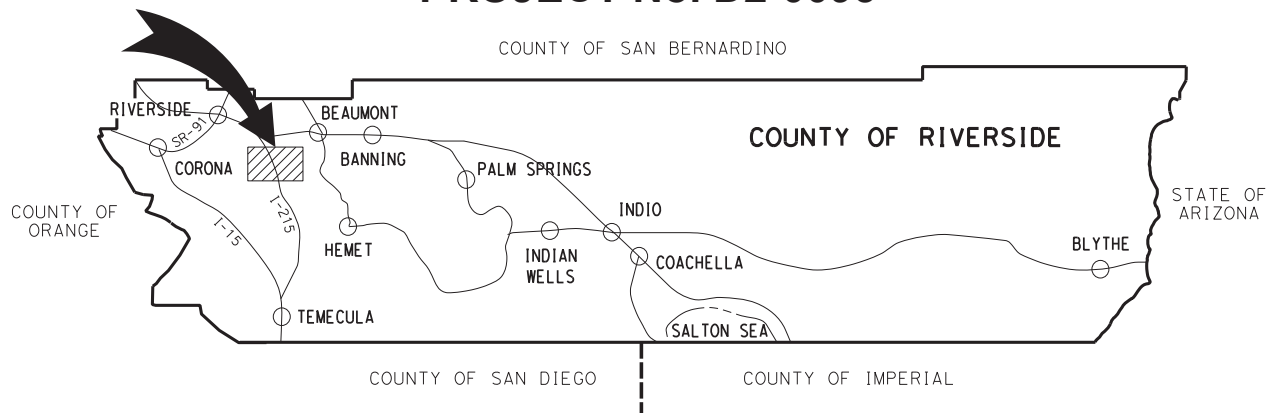 COUNTY OF SAN BERNARDINO
RIVERSIDE
BEAUMONT
SR-91
BANNING
COUNTY OF RIVERSIDE
CORONA
PALM SPRINGS
COUNTY OF
ORANGE
STATE OF
ARIZONA
I-15
I-215
HEMET
INDIO
INDIAN
WELLS
COACHELLA
BLYTHE
TEMECULA
SALTON SEA
COUNTY OF SAN DIEGO
COUNTY OF IMPERIAL